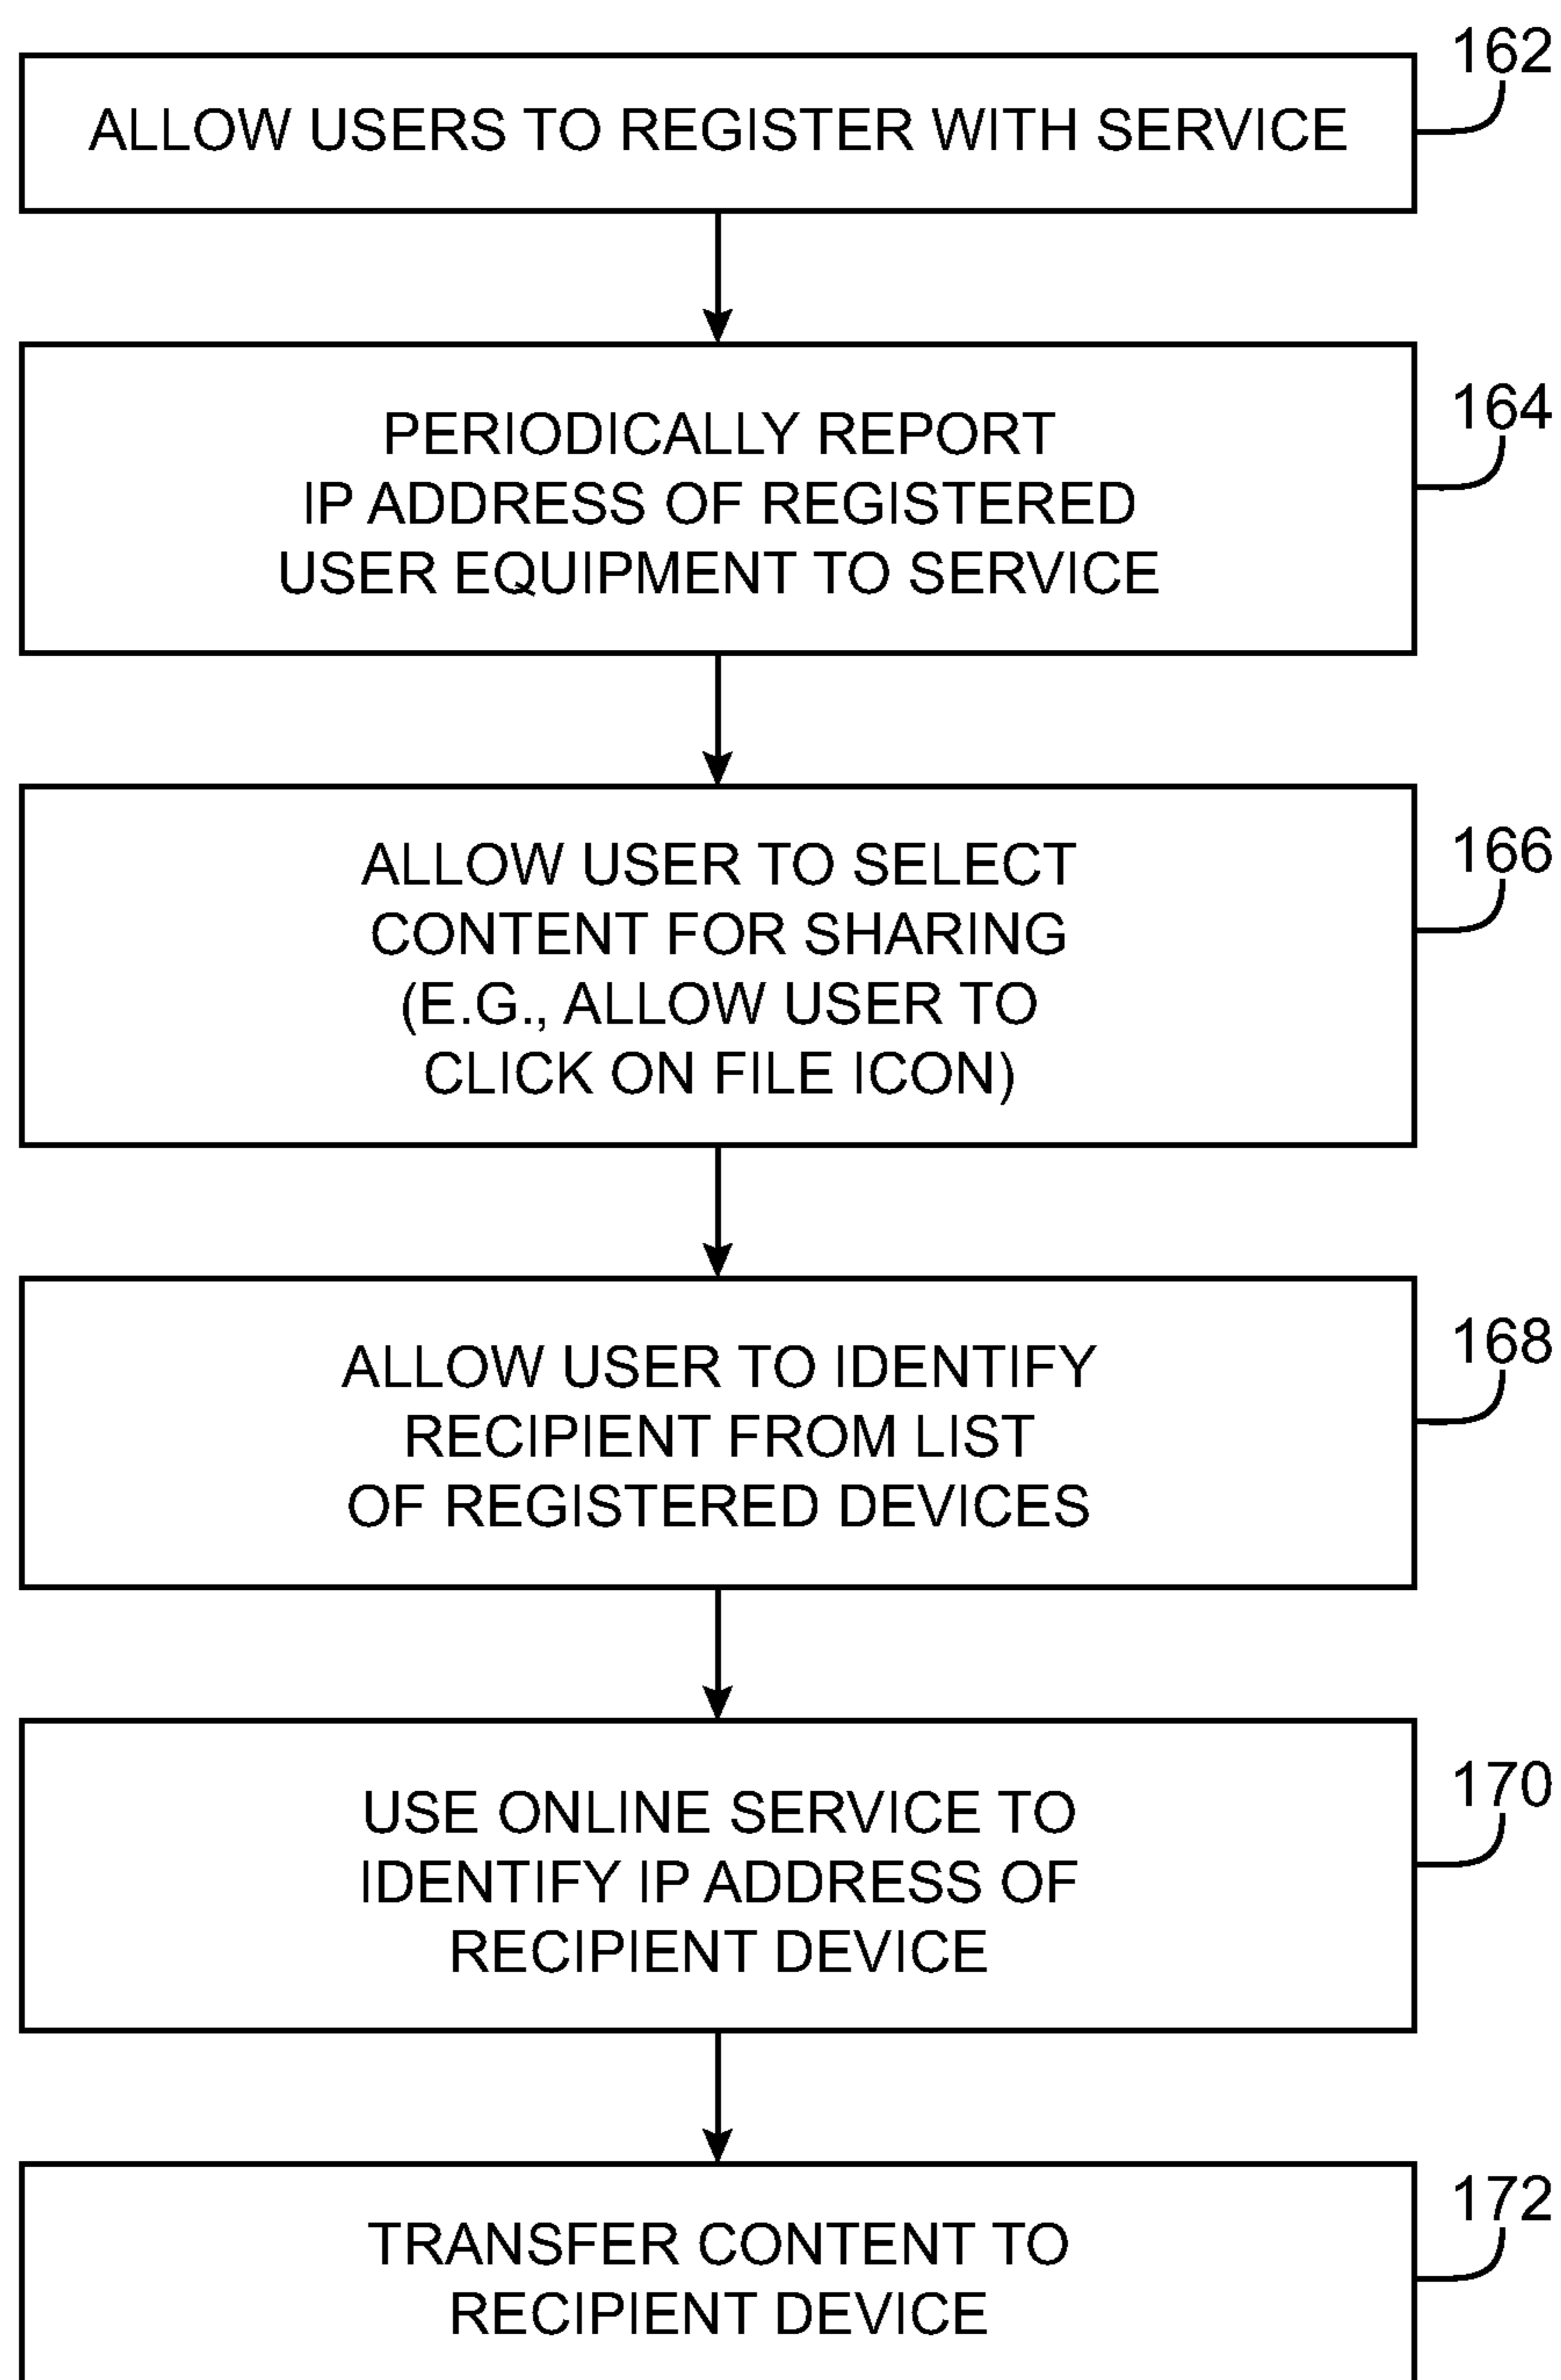 162
ALLOW USERS TO REGISTER WITH SERVICE
164
PERIODICALLY REPORT
IP ADDRESS OF REGISTERED
USER EQUIPMENT TO SERVICE
166
ALLOW USER TO SELECT
CONTENT FOR SHARING
(E.G., ALLOW USER TO
CLICK ON FILE ICON)
168
ALLOW USER TO IDENTIFY
RECIPIENT FROM LIST
OF REGISTERED DEVICES
170
USE ONLINE SERVICE TO
IDENTIFY IP ADDRESS OF
RECIPIENT DEVICE
172
TRANSFER CONTENT TO
RECIPIENT DEVICE